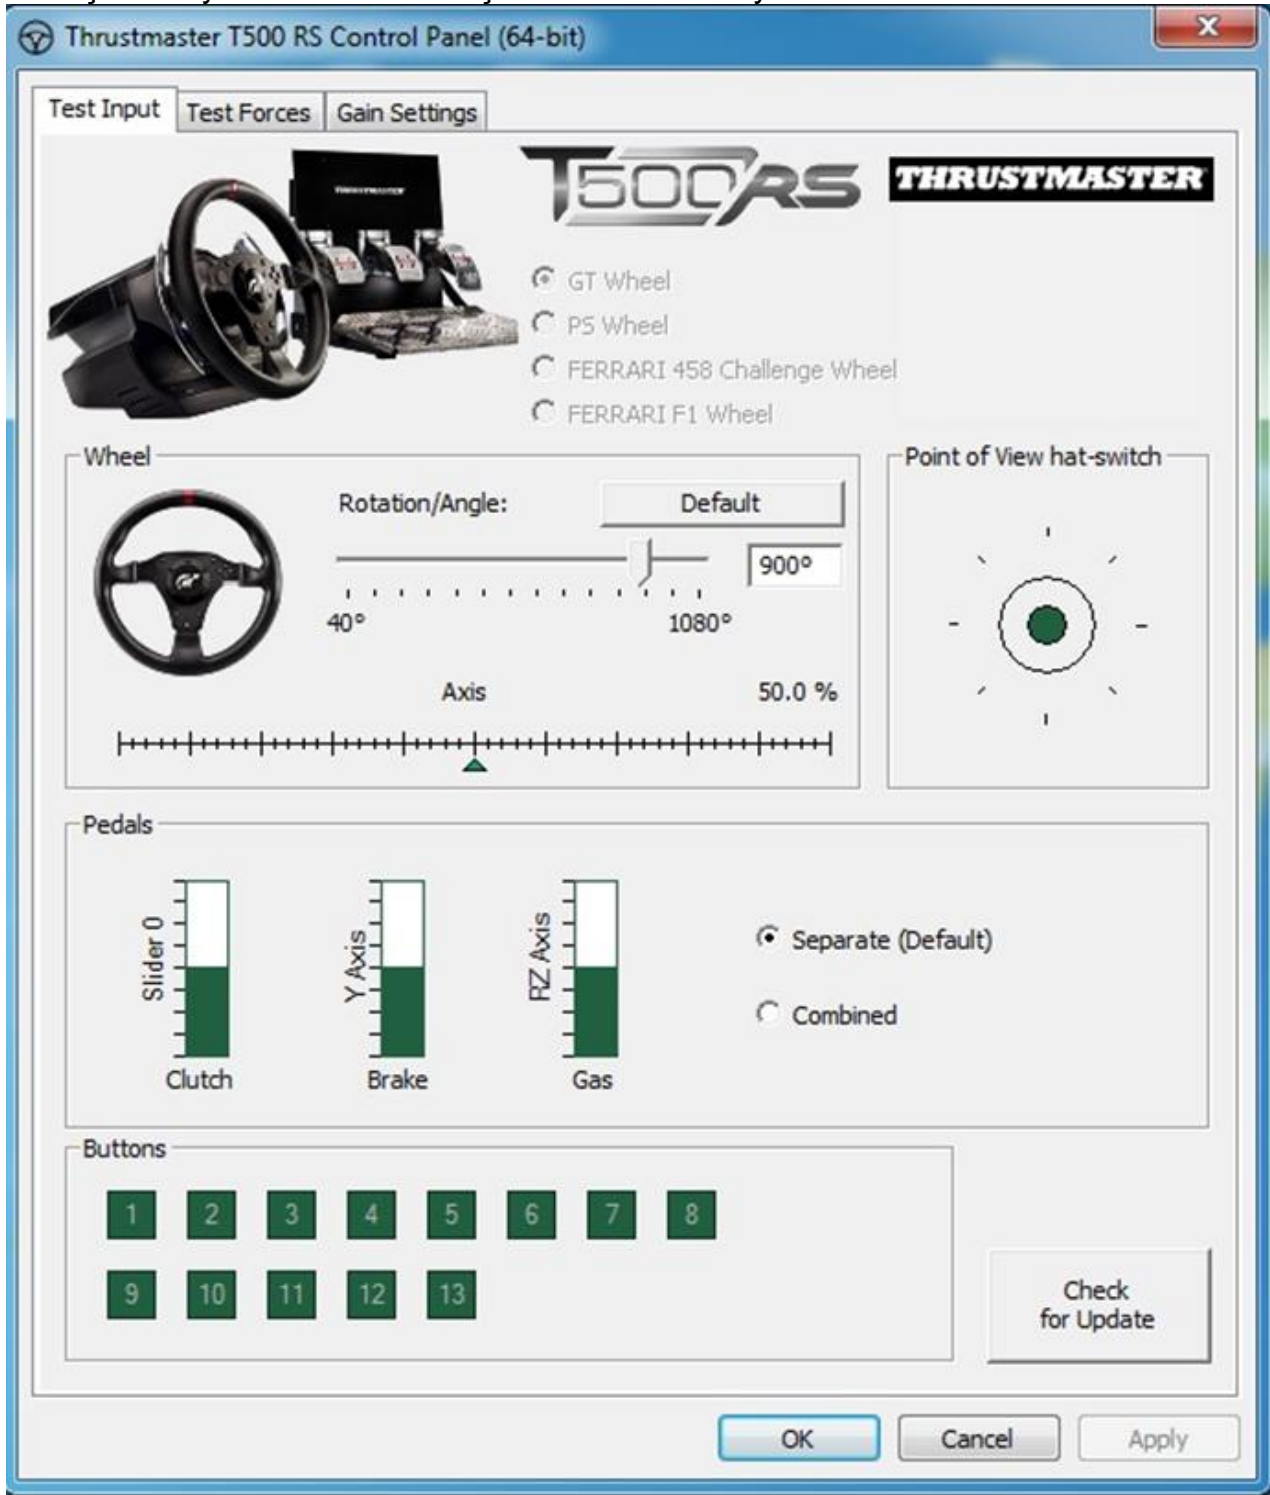 Thrustmaster T500 RS Control Panel (64-bit)
Test Input Test Forces Gain Settings
THRUSTMASTER
T500RS
THRUSTMASTER
GT Wheel
PS Wheel
FERRARI 458 Challenge Wheel
FERRARI F1 Wheel
Wheel
Rotation/Angle: Default
900°
40° 1080°
Axis 50.0 %
Point of View hat-switch
Pedals
Slider 0
Clutch
Y Axis
Brake
RZ Axis
Gas
Separate (Default)
Combined
Buttons
1 2 3 4 5 6 7 8
9 10 11 12 13
Check
for Update
OK Cancel Apply